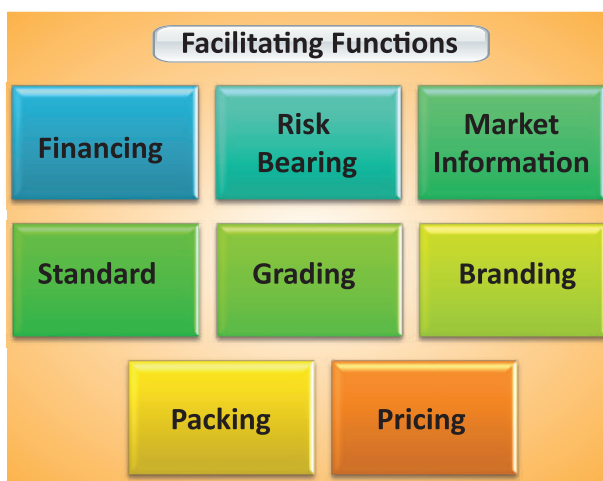 Facilitating Functions
Financing
Risk
Bearing
Market
Information
Standard
Grading
Branding
Packing
Pricing